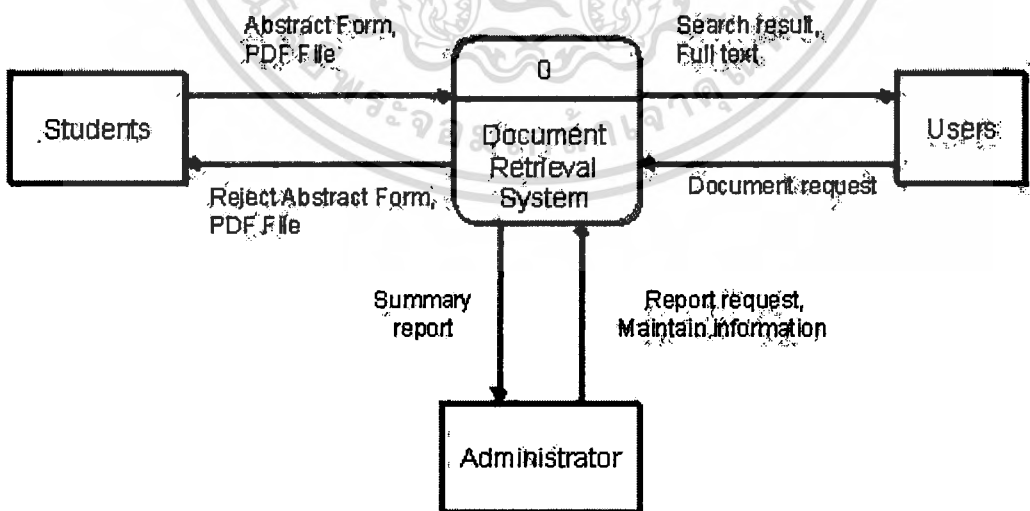 Abstract Form,
PDF File
Search result,
Full text
0
Students
Document
Retrieval
System
Users
Reject Abstract Form,
PDF File
Document request
Summary
report
Report request,
Maintain information
Administrator